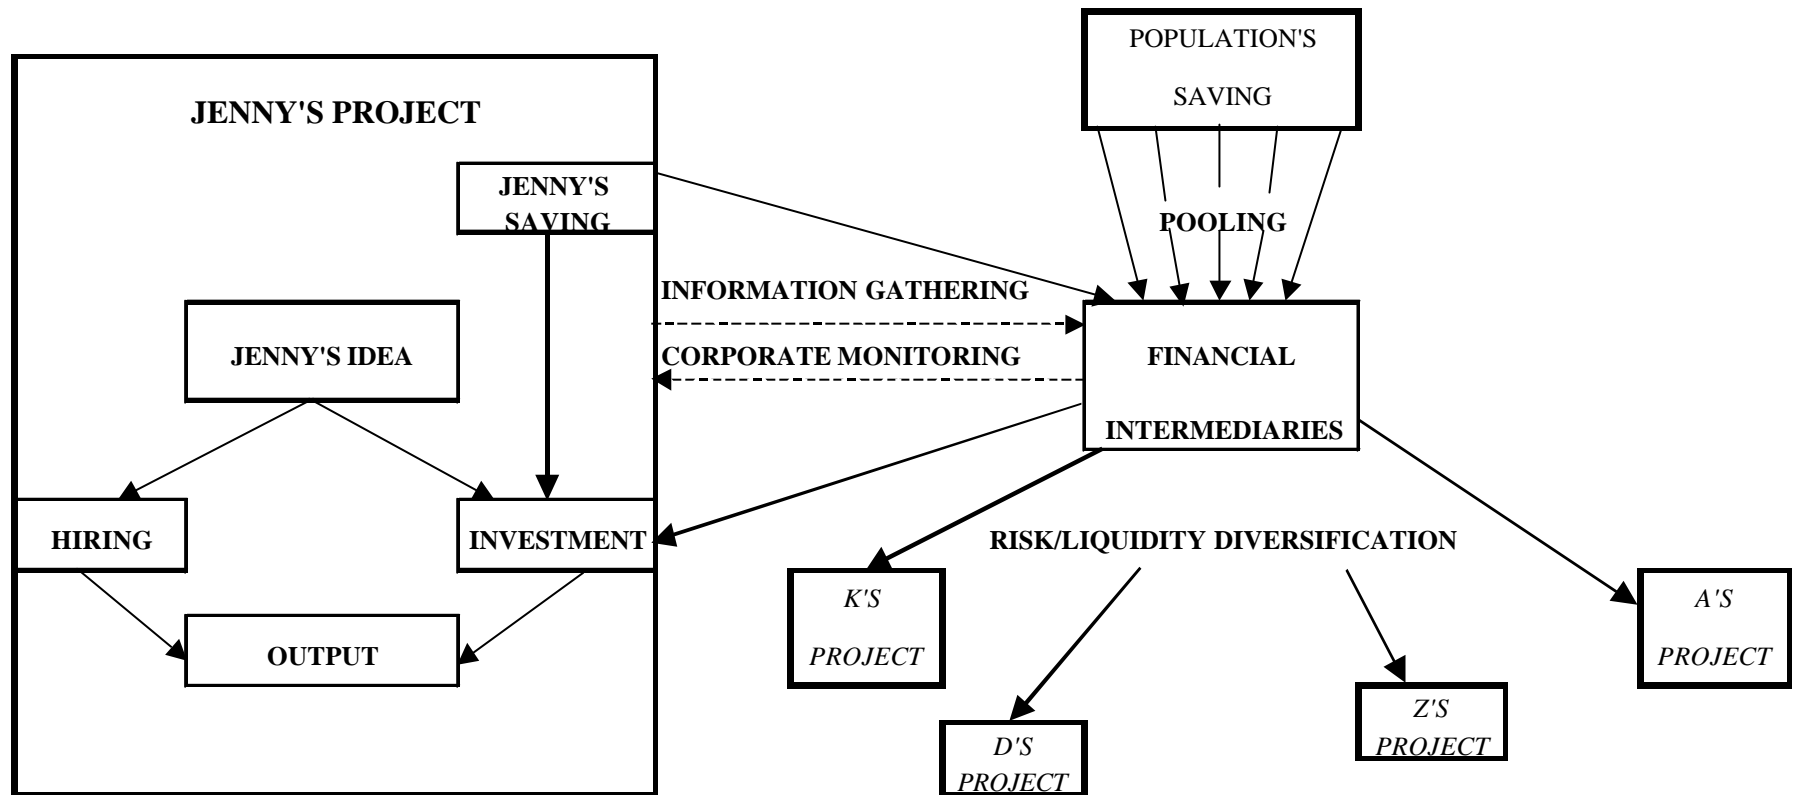 POPULATION'S
SAVING
JENNY'S PROJECT
JENNY'S
SAVING
POOLING
INFORMATION GATHERING
JENNY'S IDEA
CORPORATE MONITORING
FINANCIAL
INTERMEDIARIES
HIRING
INVESTMENT
RISK/LIQUIDITY DIVERSIFICATION
OUTPUT
K'S
PROJECT
A'S
PROJECT
D'S
PROJECT
Z'S
PROJECT